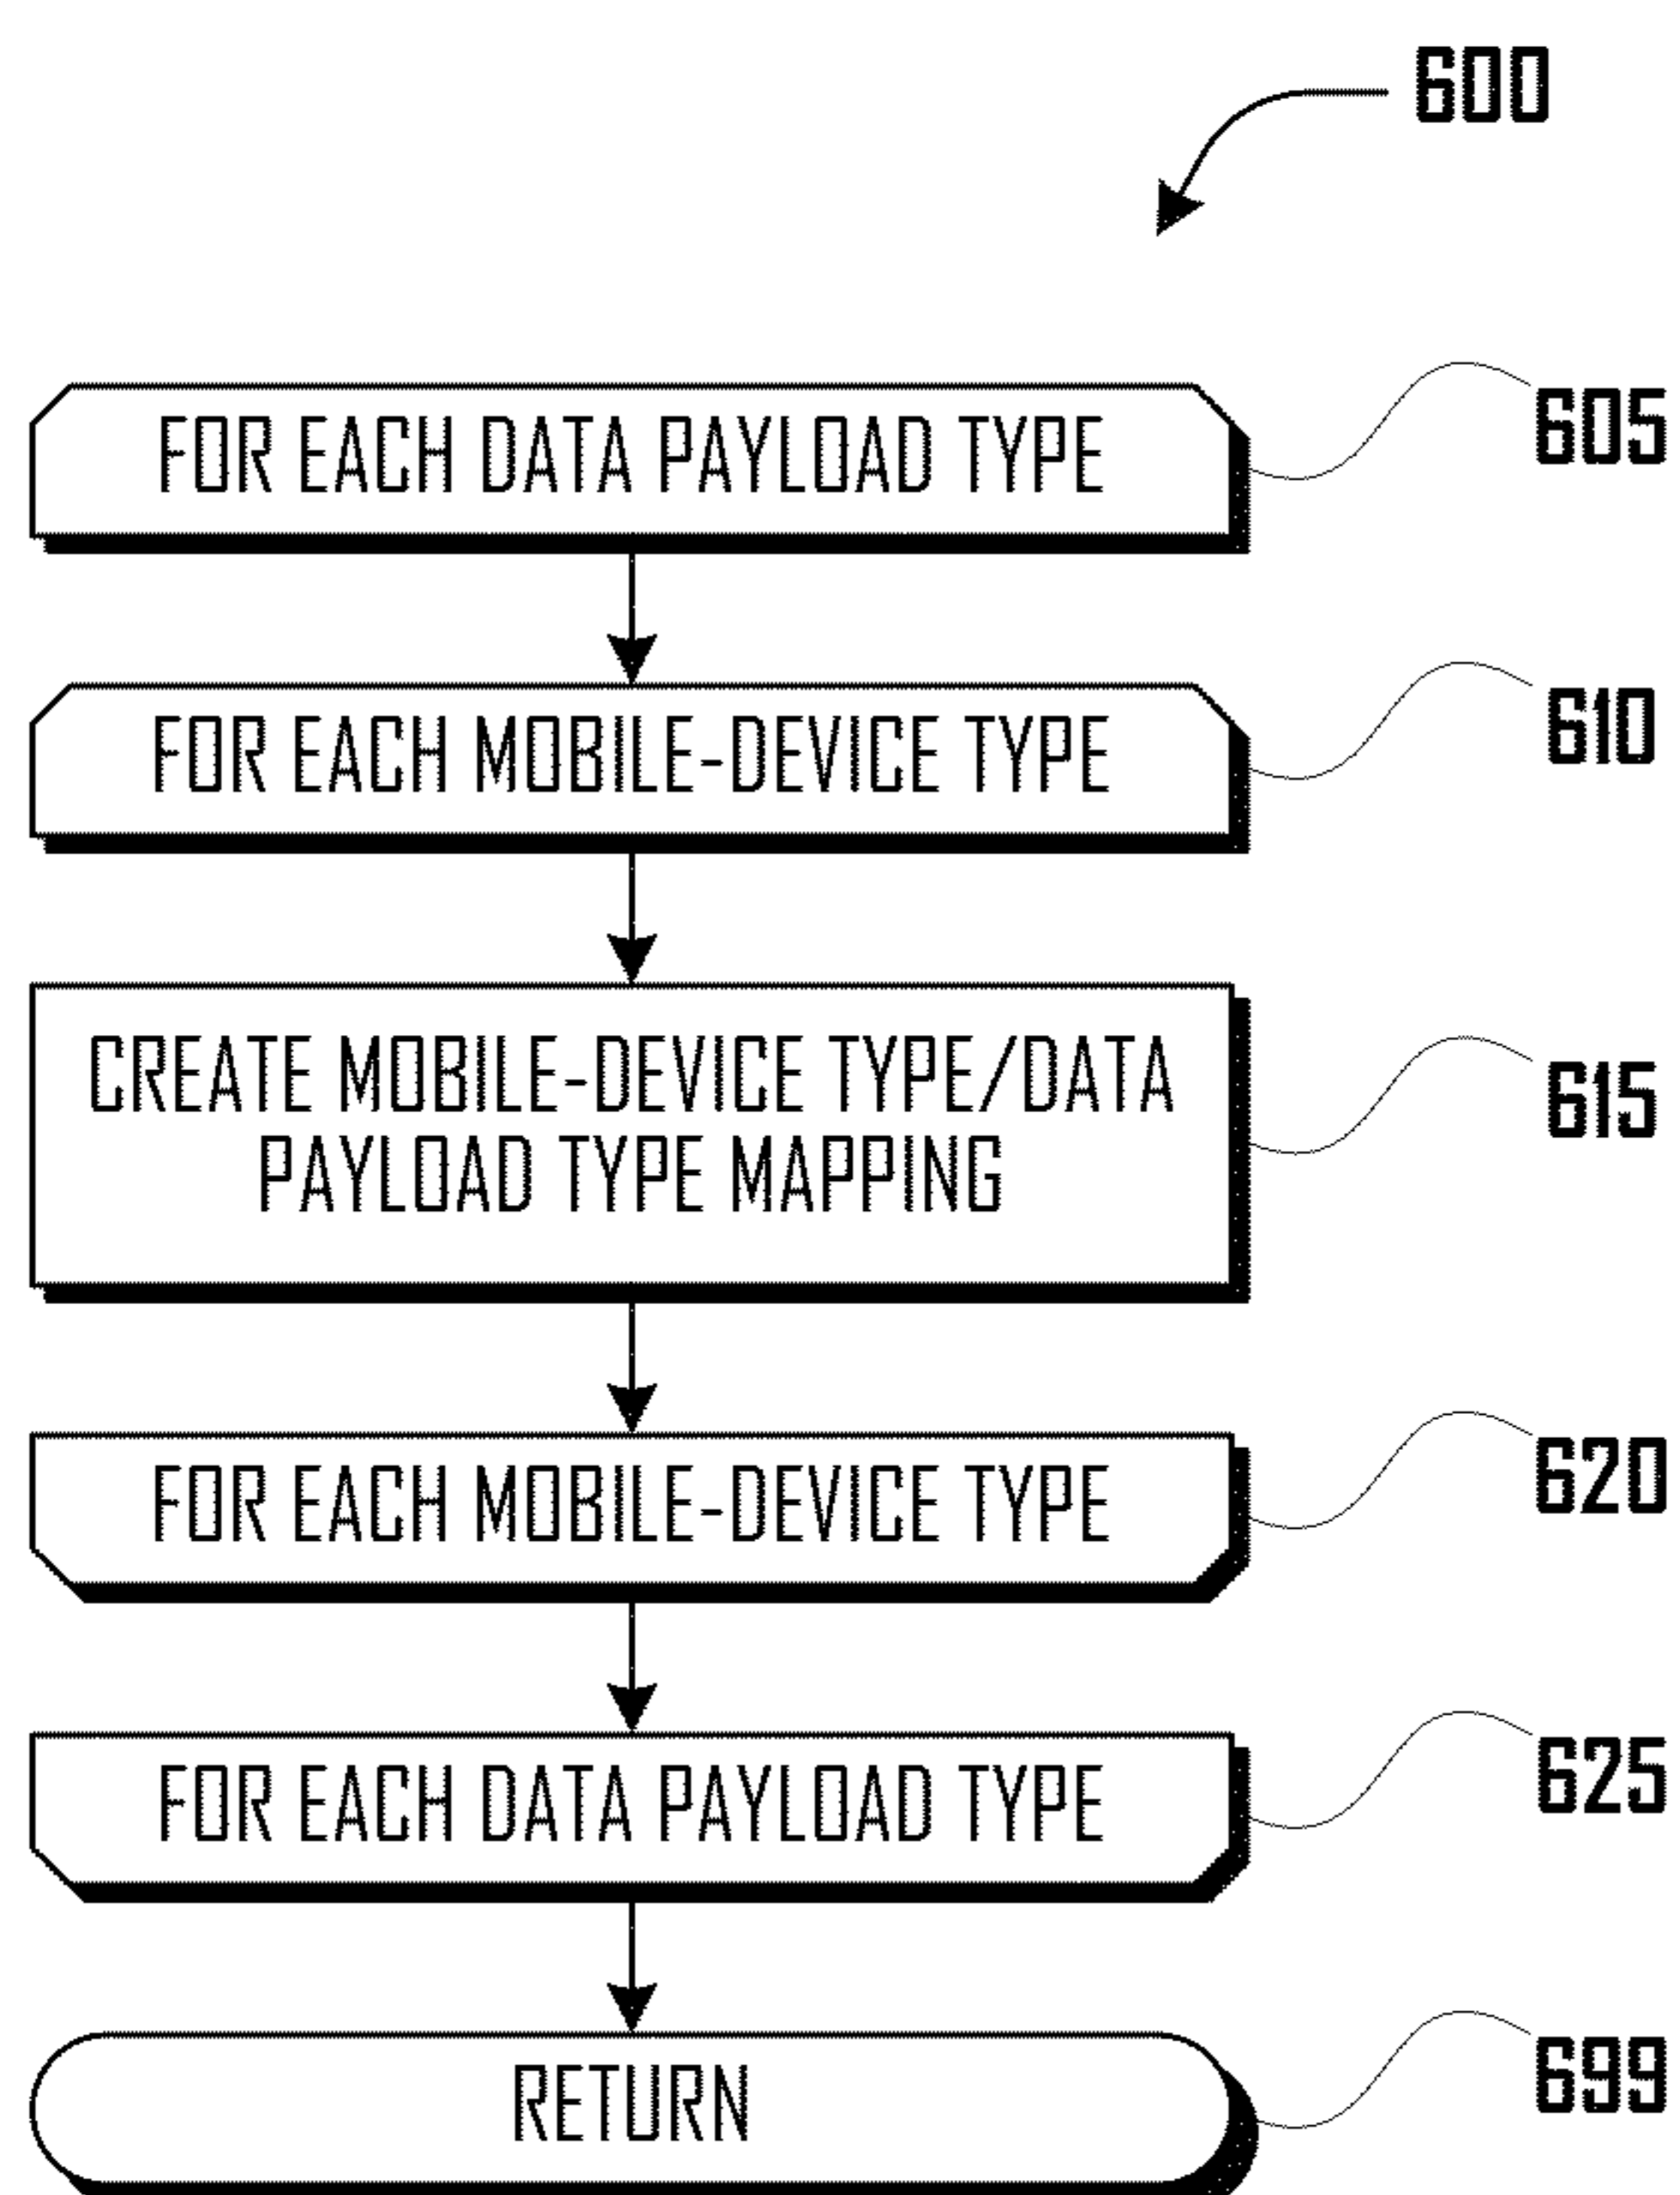 600
FOR EACH DATA PAYLOAD TYPE
605
FOR EACH MOBILE-DEVICE TYPE
610
CREATE MOBILE-DEVICE TYPE/DATA
PAYLOAD TYPE MAPPING
615
FOR EACH MOBILE-DEVICE TYPE
620
FOR EACH DATA PAYLOAD TYPE
625
RETURN
699